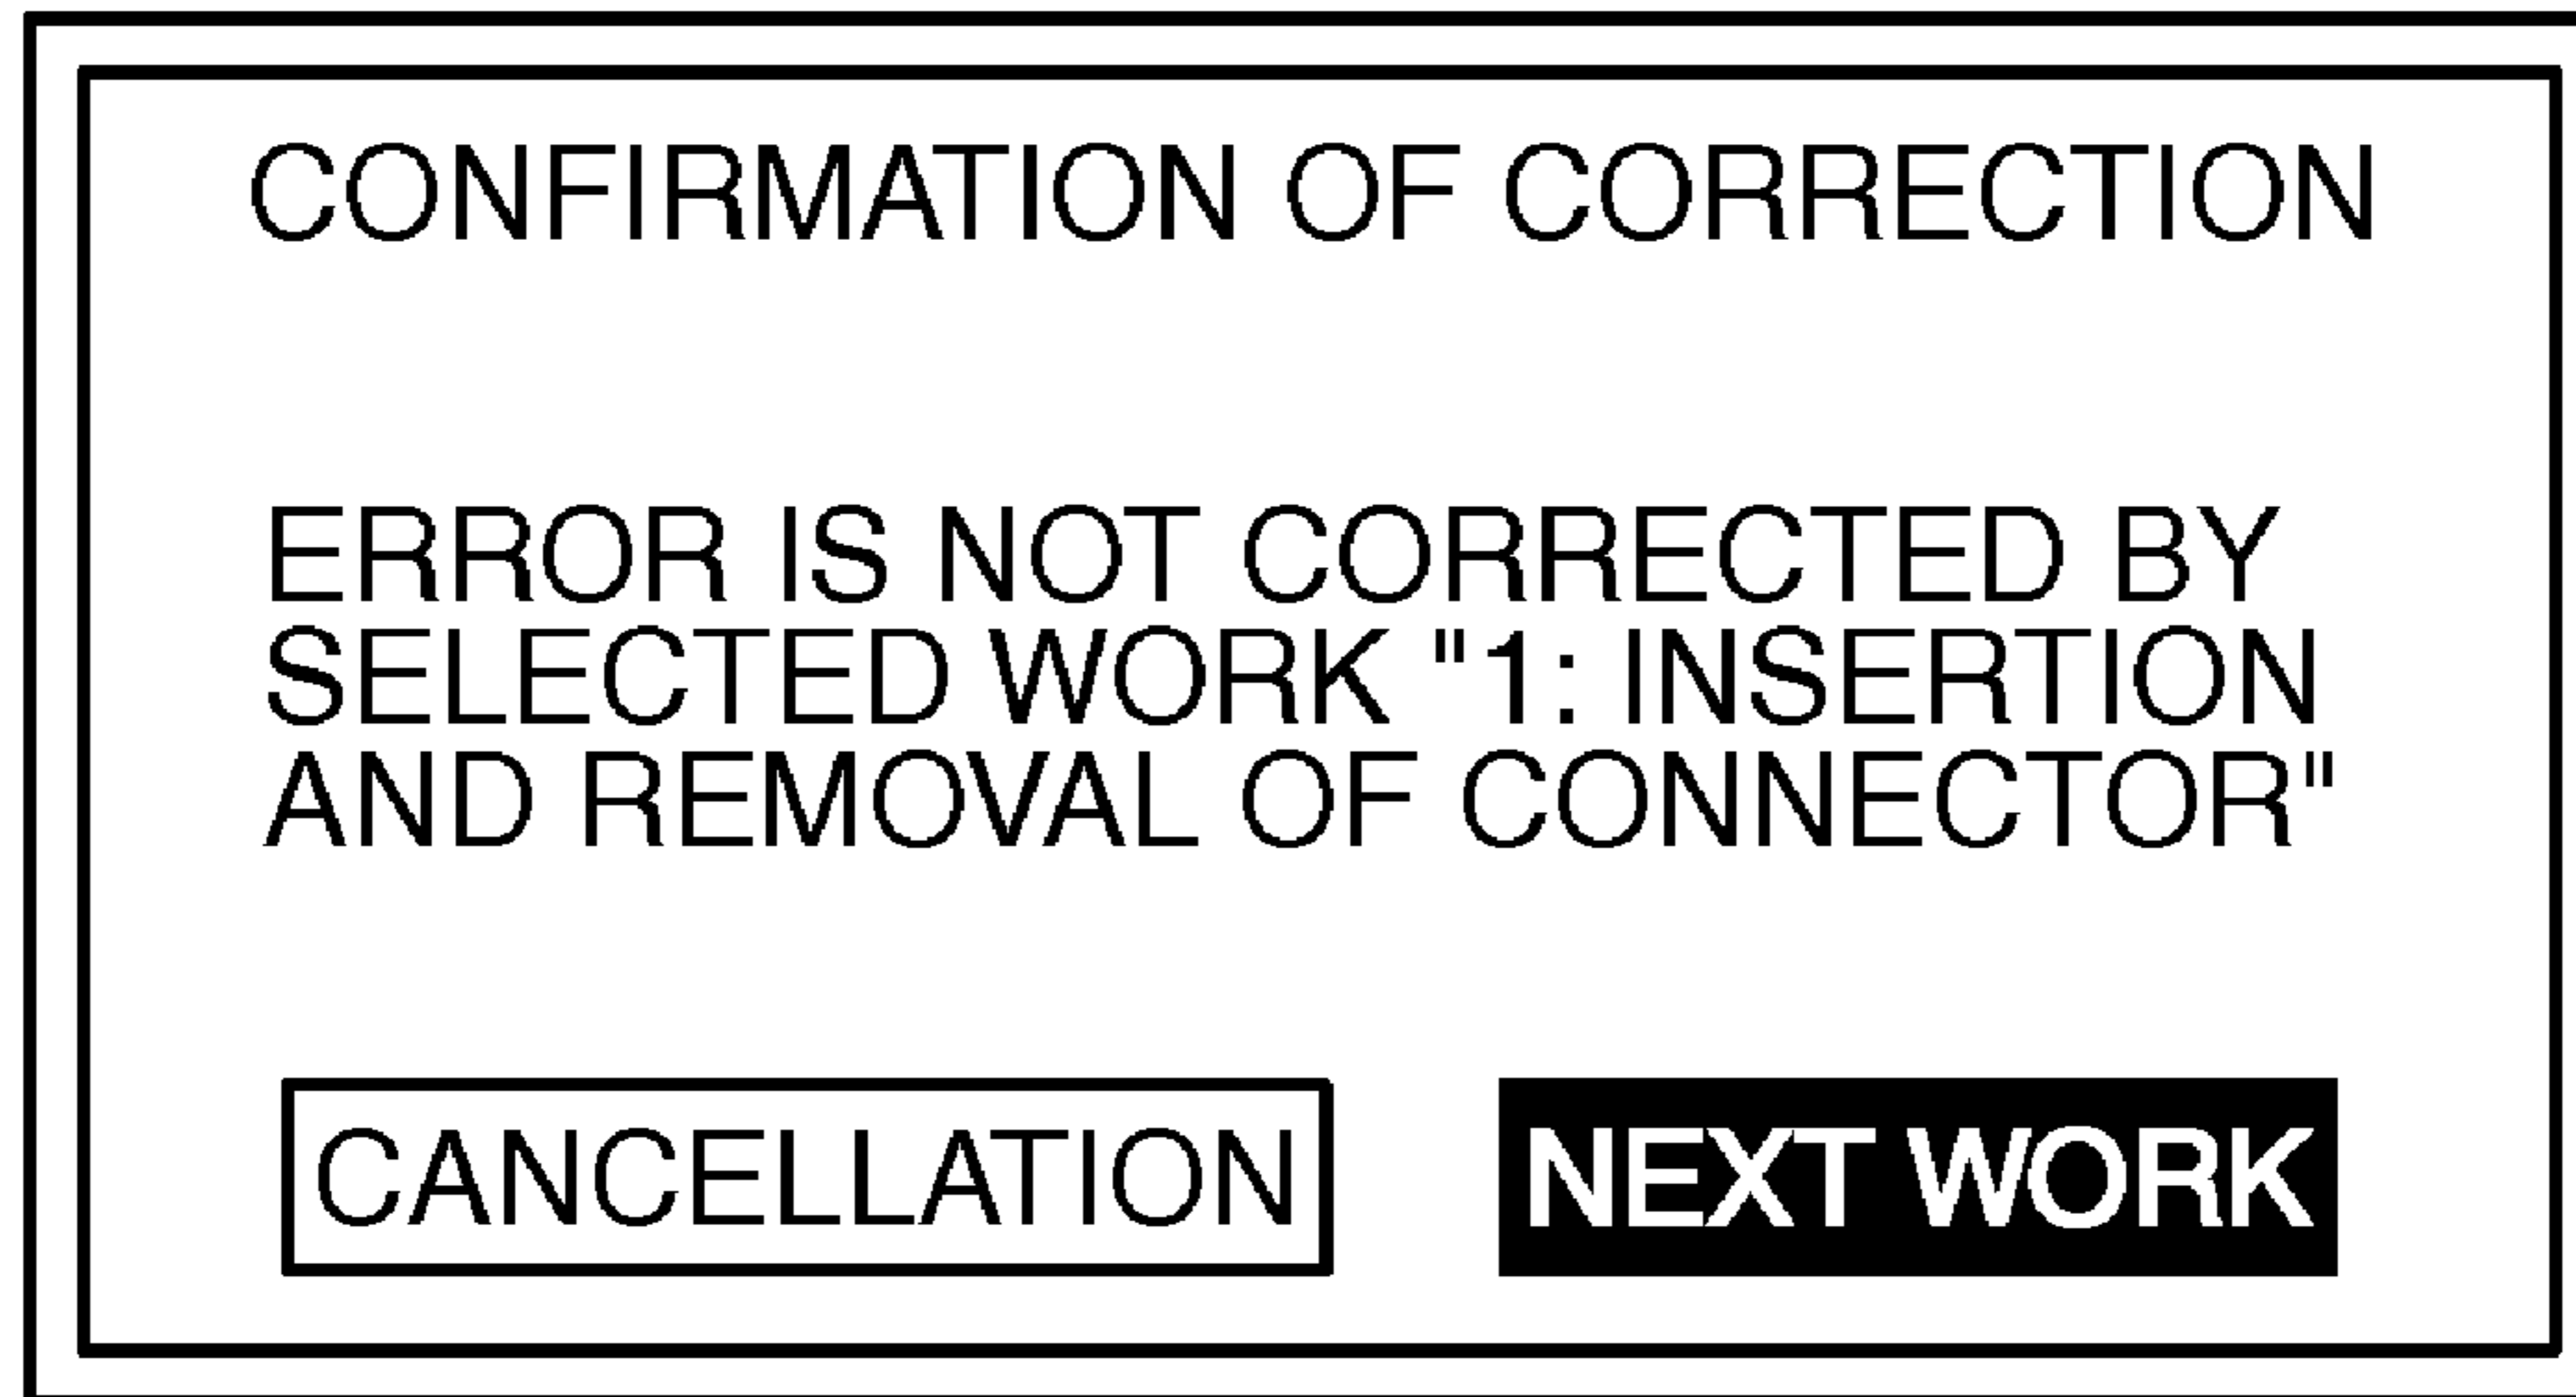 CONFIRMATION OF CORRECTION
ERROR IS NOT CORRECTED BY
SELECTED WORK "1: INSERTION
AND REMOVAL OF CONNECTOR"
CANCELLATION
NEXT WORK